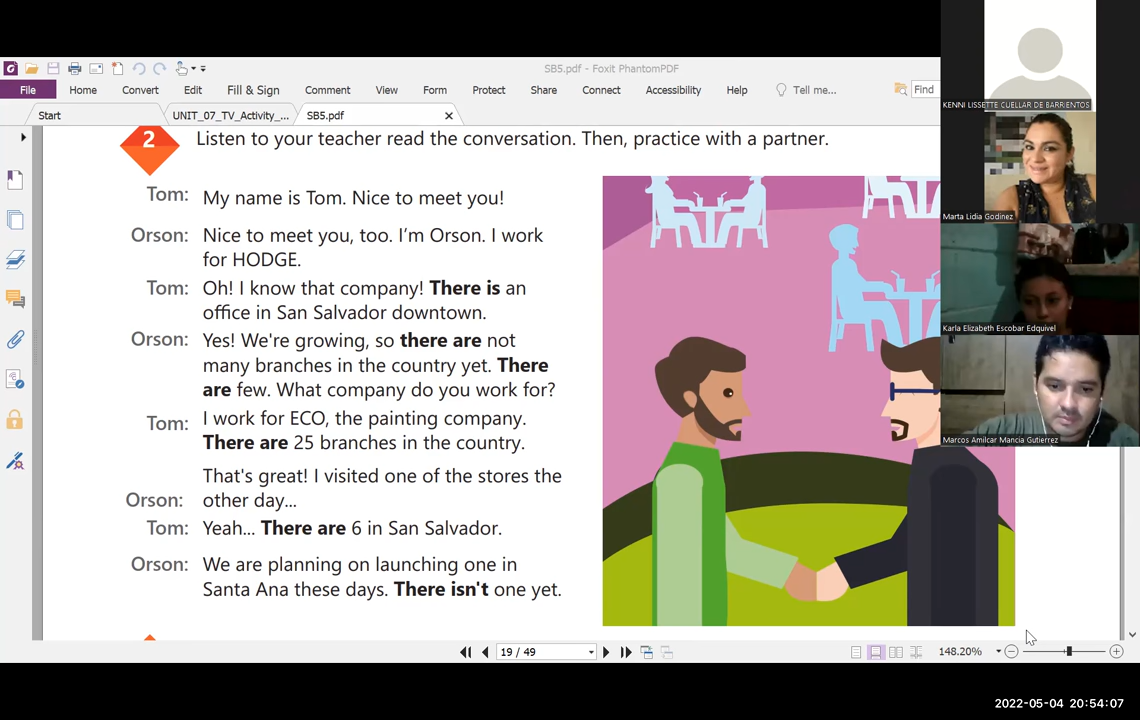 SB5.pdf - Foxit PhantomPDF
File Home Convert Edit Fill & Sign Comment View Form Protect Share Connect Accessibility Help Tell me... Find
Start UNIT_07_TV_Activity_... SB5.pdf
2 Listen to your teacher read the conversation. Then, practice with a partner.
Tom: My name is Tom. Nice to meet you!
Orson: Nice to meet you, too. I'm Orson. I work
for HODGE.
Tom: Oh! I know that company! There is an
office in San Salvador downtown.
Orson: Yes! We're growing, so there are not
many branches in the country yet. There
are few. What company do you work for?
Tom: I work for ECO, the painting company.
There are 25 branches in the country.
That's great! I visited one of the stores the
Orson: other day...
Tom: Yeah... There are 6 in San Salvador.
Orson: We are planning on launching one in
Santa Ana these days. There isn't one yet.
19 / 49
148.20%
KENNI LISSETTE CUELLAR DE BARRIENTOS
Marta Lidia Godinez
Karla Elizabeth Escobar Edquivel
Marcos Amilcar Mancia Gutierrez
2022-05-04 20:54:07